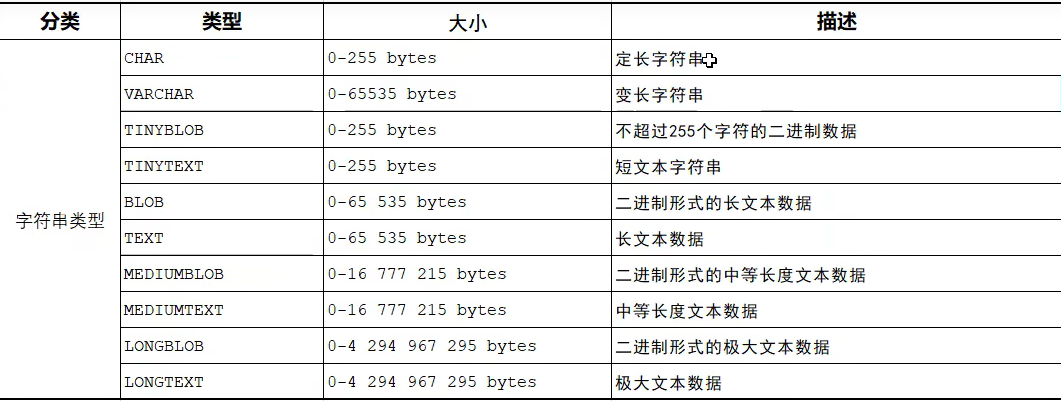 分类 类型 大小 描述
字符串类型
CHAR 0-255 bytes 定长字符串
VARCHAR 0-65535 bytes 变长字符串
TINYBLOB 0-255 bytes 不超过255个字符的二进制数据
TINYTEXT 0-255 bytes 短文本字符串
BLOB 0-65 535 bytes 二进制形式的长文本数据
TEXT 0-65 535 bytes 长文本数据
MEDIUMBLOB 0-16 777 215 bytes 二进制形式的中等长度文本数据
MEDIUMTEXT 0-16 777 215 bytes 中等长度文本数据
LONGBLOB 0-4 294 967 295 bytes 二进制形式的极大文本数据
LONGTEXT 0-4 294 967 295 bytes 极大文本数据